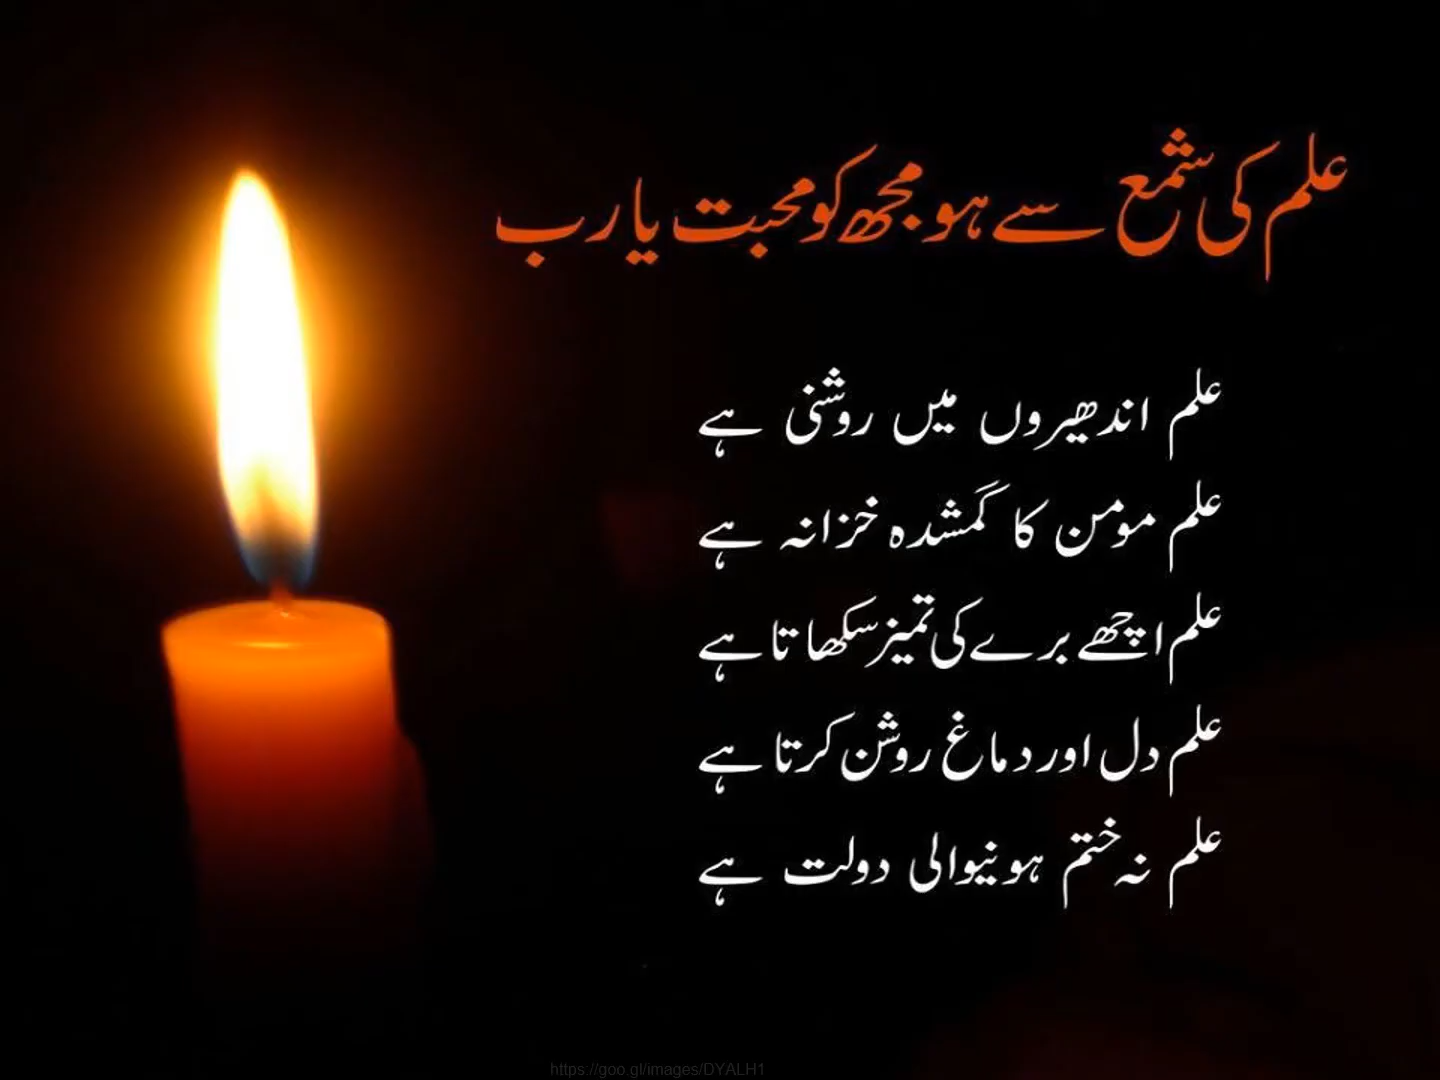 علم کی شمع سے ہو مجھ کو محبت یا رب
علم اندھیروں میں روشنی ہے
علم مومن کا گمشدہ خزانہ ہے
علم اچھے برے کی تمیز سکھاتا ہے
علم دل اور دماغ روشن کرتا ہے
علم نہ ختم ہونیوالی دولت ہے
https://goo.gl/images/DYALH1